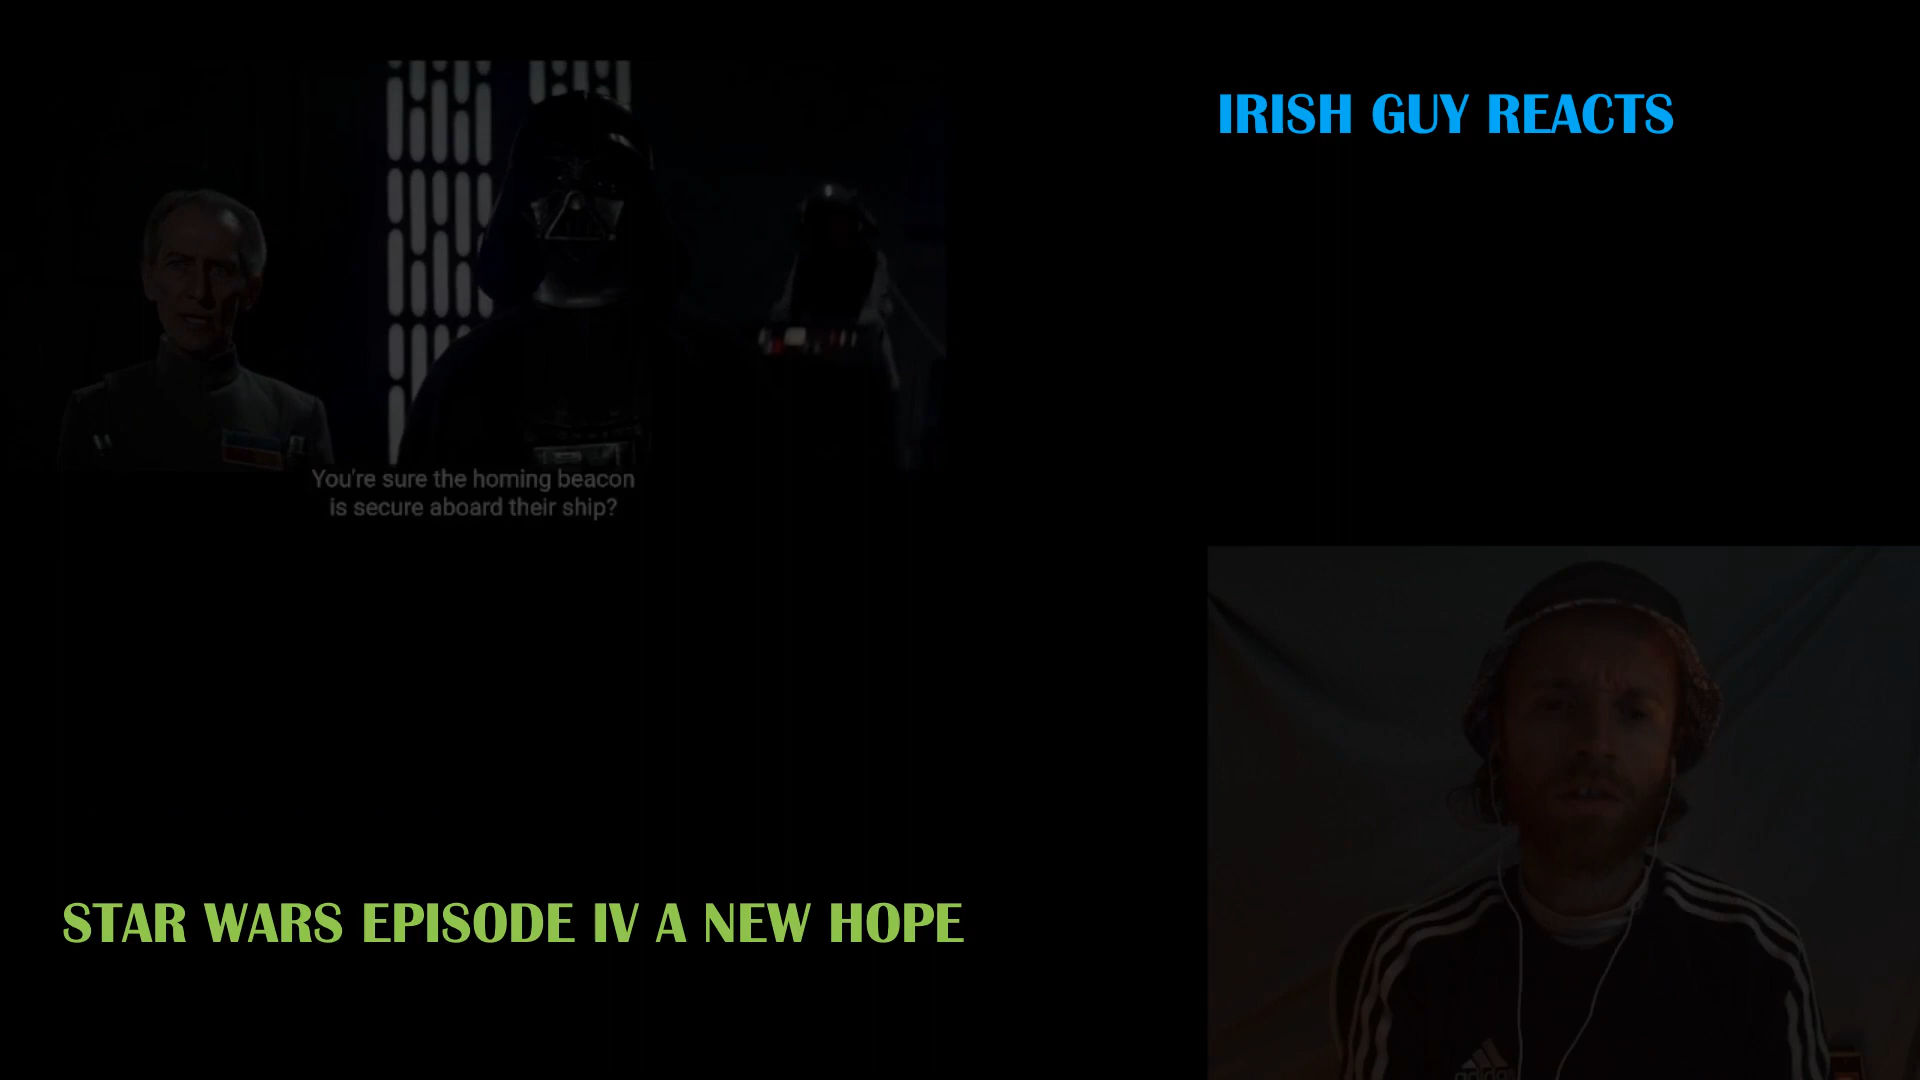 IRISH GUY REACTS
You're sure the homing beacon
is secure aboard their ship?
STAR WARS EPISODE IV A NEW HOPE
adidas